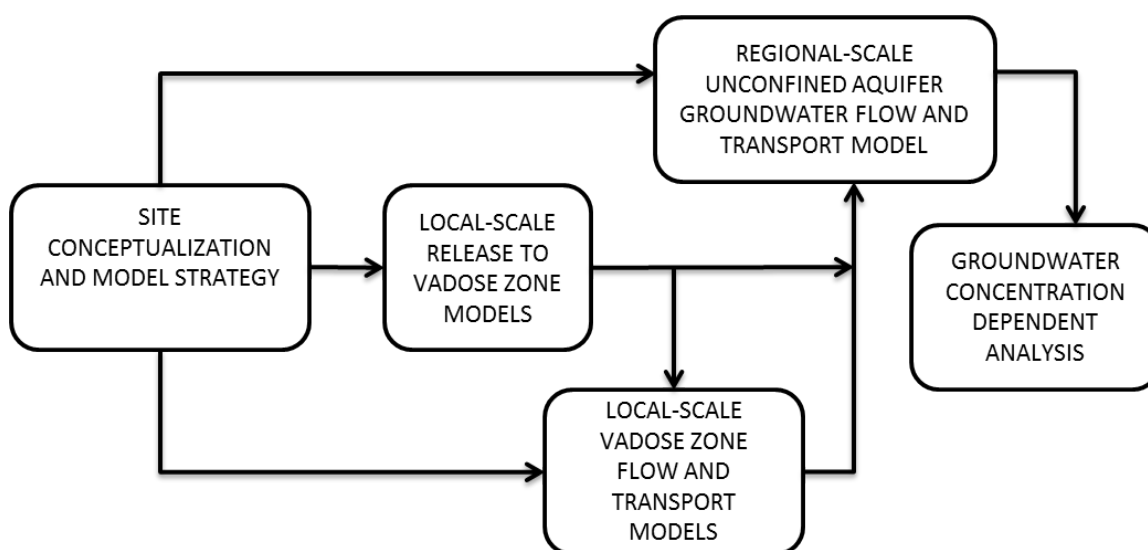 SITE
CONCEPTUALIZATION
AND MODEL STRATEGY
LOCAL-SCALE
RELEASE TO
VADOSE ZONE
MODELS
LOCAL-SCALE
VADOSE ZONE
FLOW AND
TRANSPORT
MODELS
REGIONAL-SCALE
UNCONFINED AQUIFER
GROUNDWATER FLOW AND
TRANSPORT MODEL
GROUNDWATER
CONCENTRATION
DEPENDENT
ANALYSIS